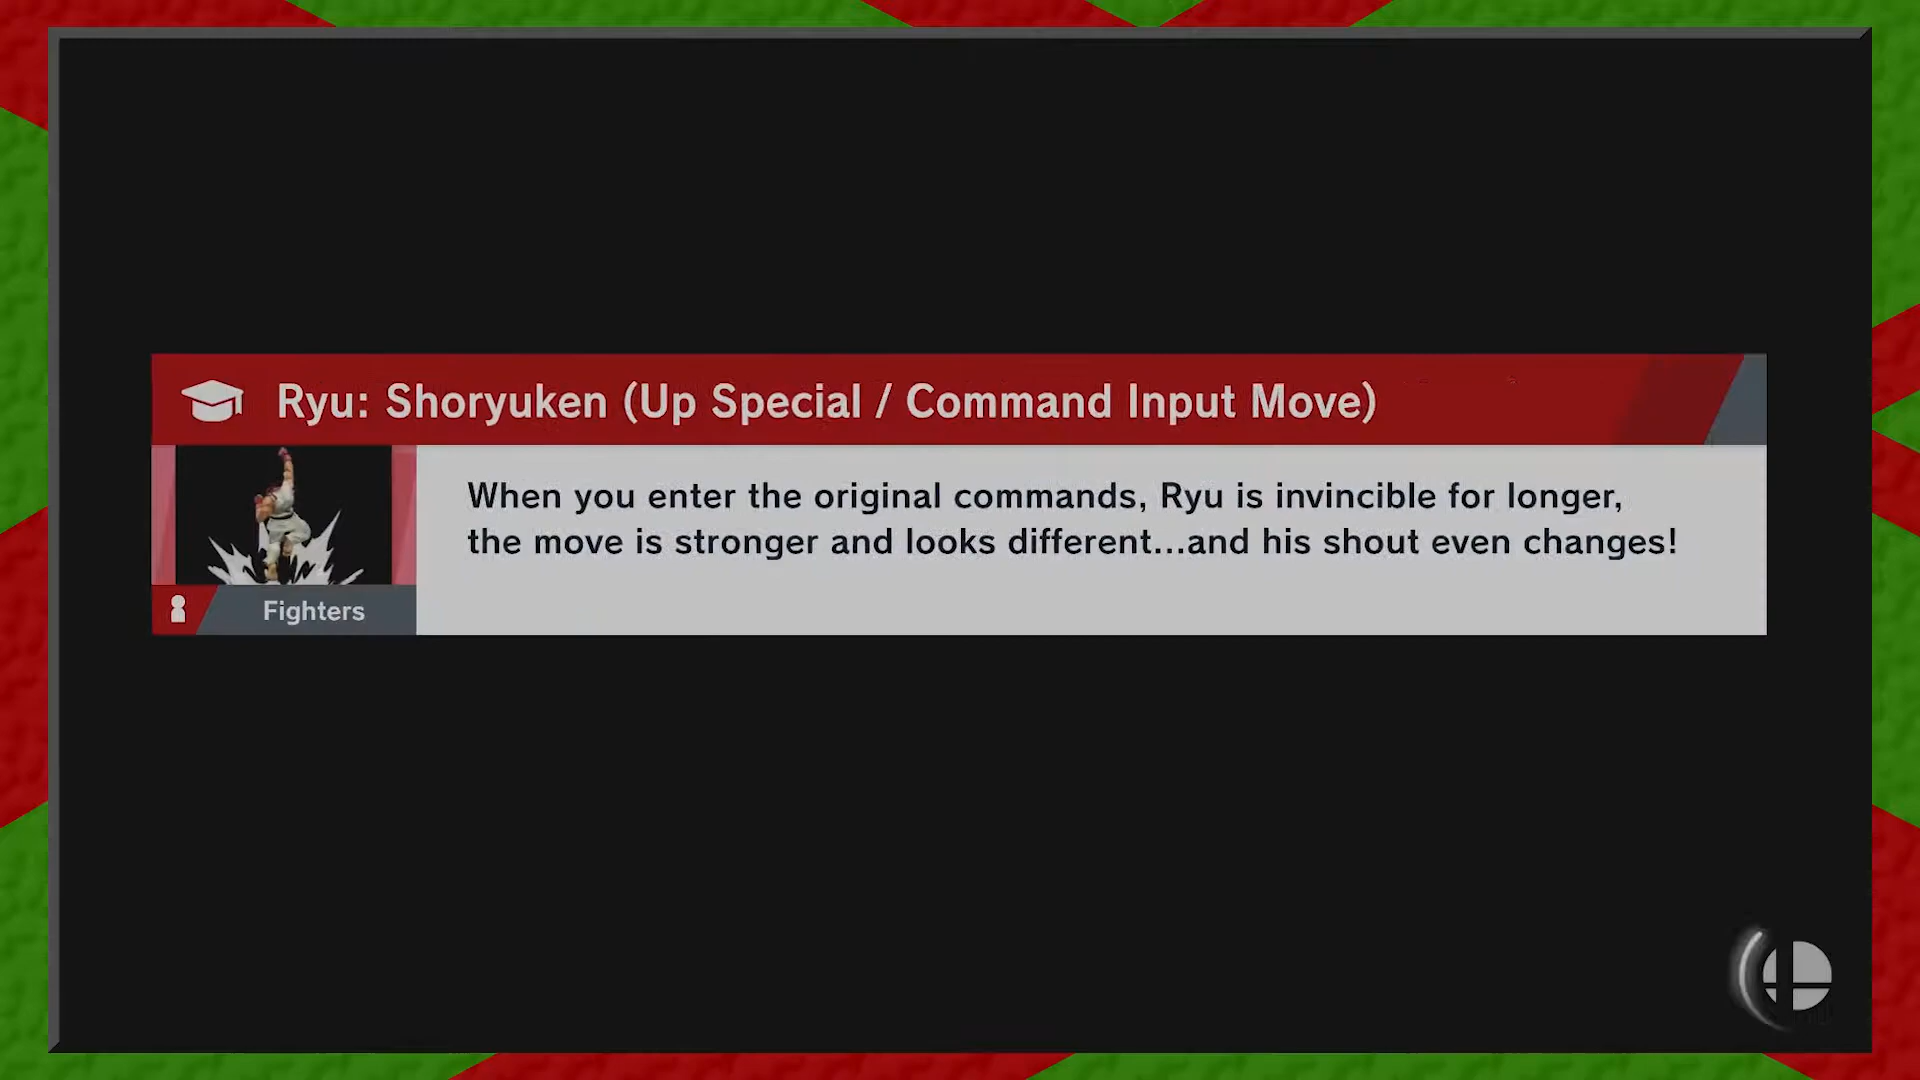 Ryu: Shoryuken (Up Special / Command Input Move)
When you enter the original commands, Ryu is invincible for longer,
the move is stronger and looks different...and his shout even changes!
Fighters